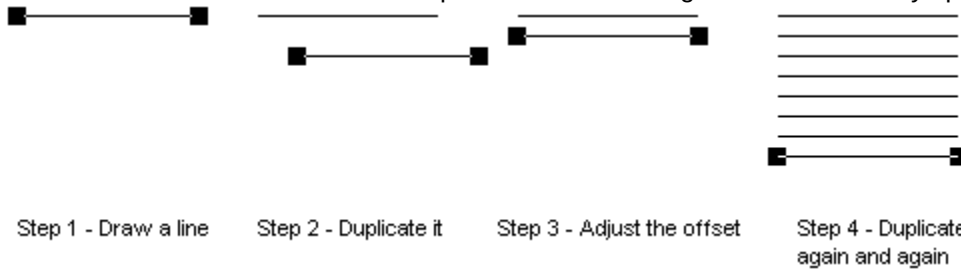 Step 1 - Draw a line
Step 2 - Duplicate it
Step 3 - Adjust the offset
Step 4 - Duplicate
again and again